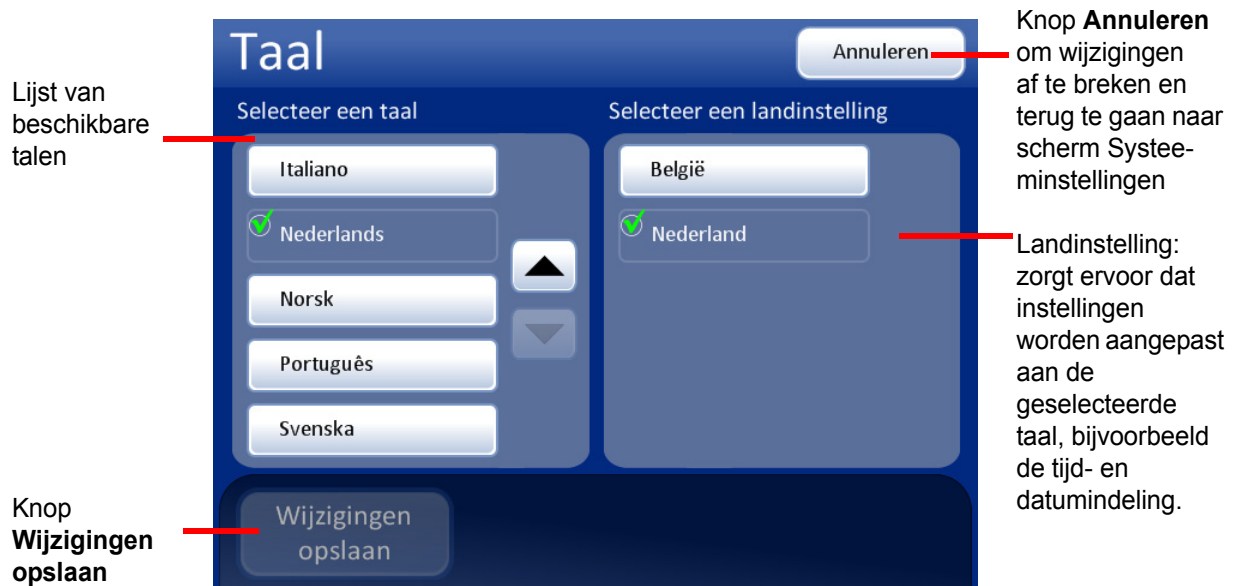 Lijst van
beschikbare
talen
Knop
Wijzigingen
opslaan
Taal
Annuleren
Selecteer een taal
Italiano
Nederlands
Norsk
Português
Svenska
Selecteer een landinstelling
België
Nederland
Wijzigingen
opslaan
Knop Annuleren
om wijzigingen
af te breken en
terug te gaan naar
scherm Systee-
minstellingen
Landinstelling:
zorgt ervoor dat
instellingen
worden aangepast
aan de
geselecteerde
taal, bijvoorbeeld
de tijd- en
datumindeling.